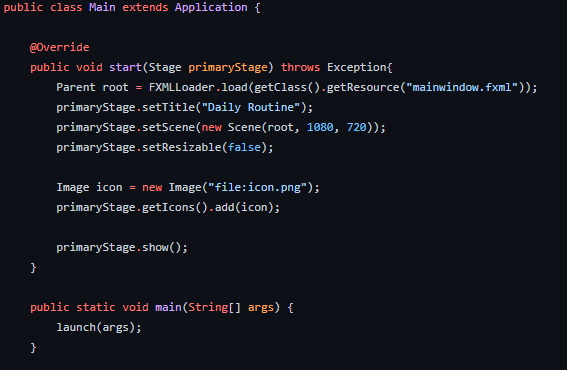 public class Main extends Application {
@Override
public void start(Stage primaryStage) throws Exception{
Parent root = FXMLLoader.load(getClass().getResource("mainwindow.fxml"));
primaryStage.setTitle("Daily Routine");
primaryStage.setScene(new Scene(root, 1080, 720));
primaryStage.setResizable(false);
Image icon = new Image("file:icon.png");
primaryStage.getIcons().add(icon);
primaryStage.show();
}
public static void main(String[] args) {
launch(args);
}